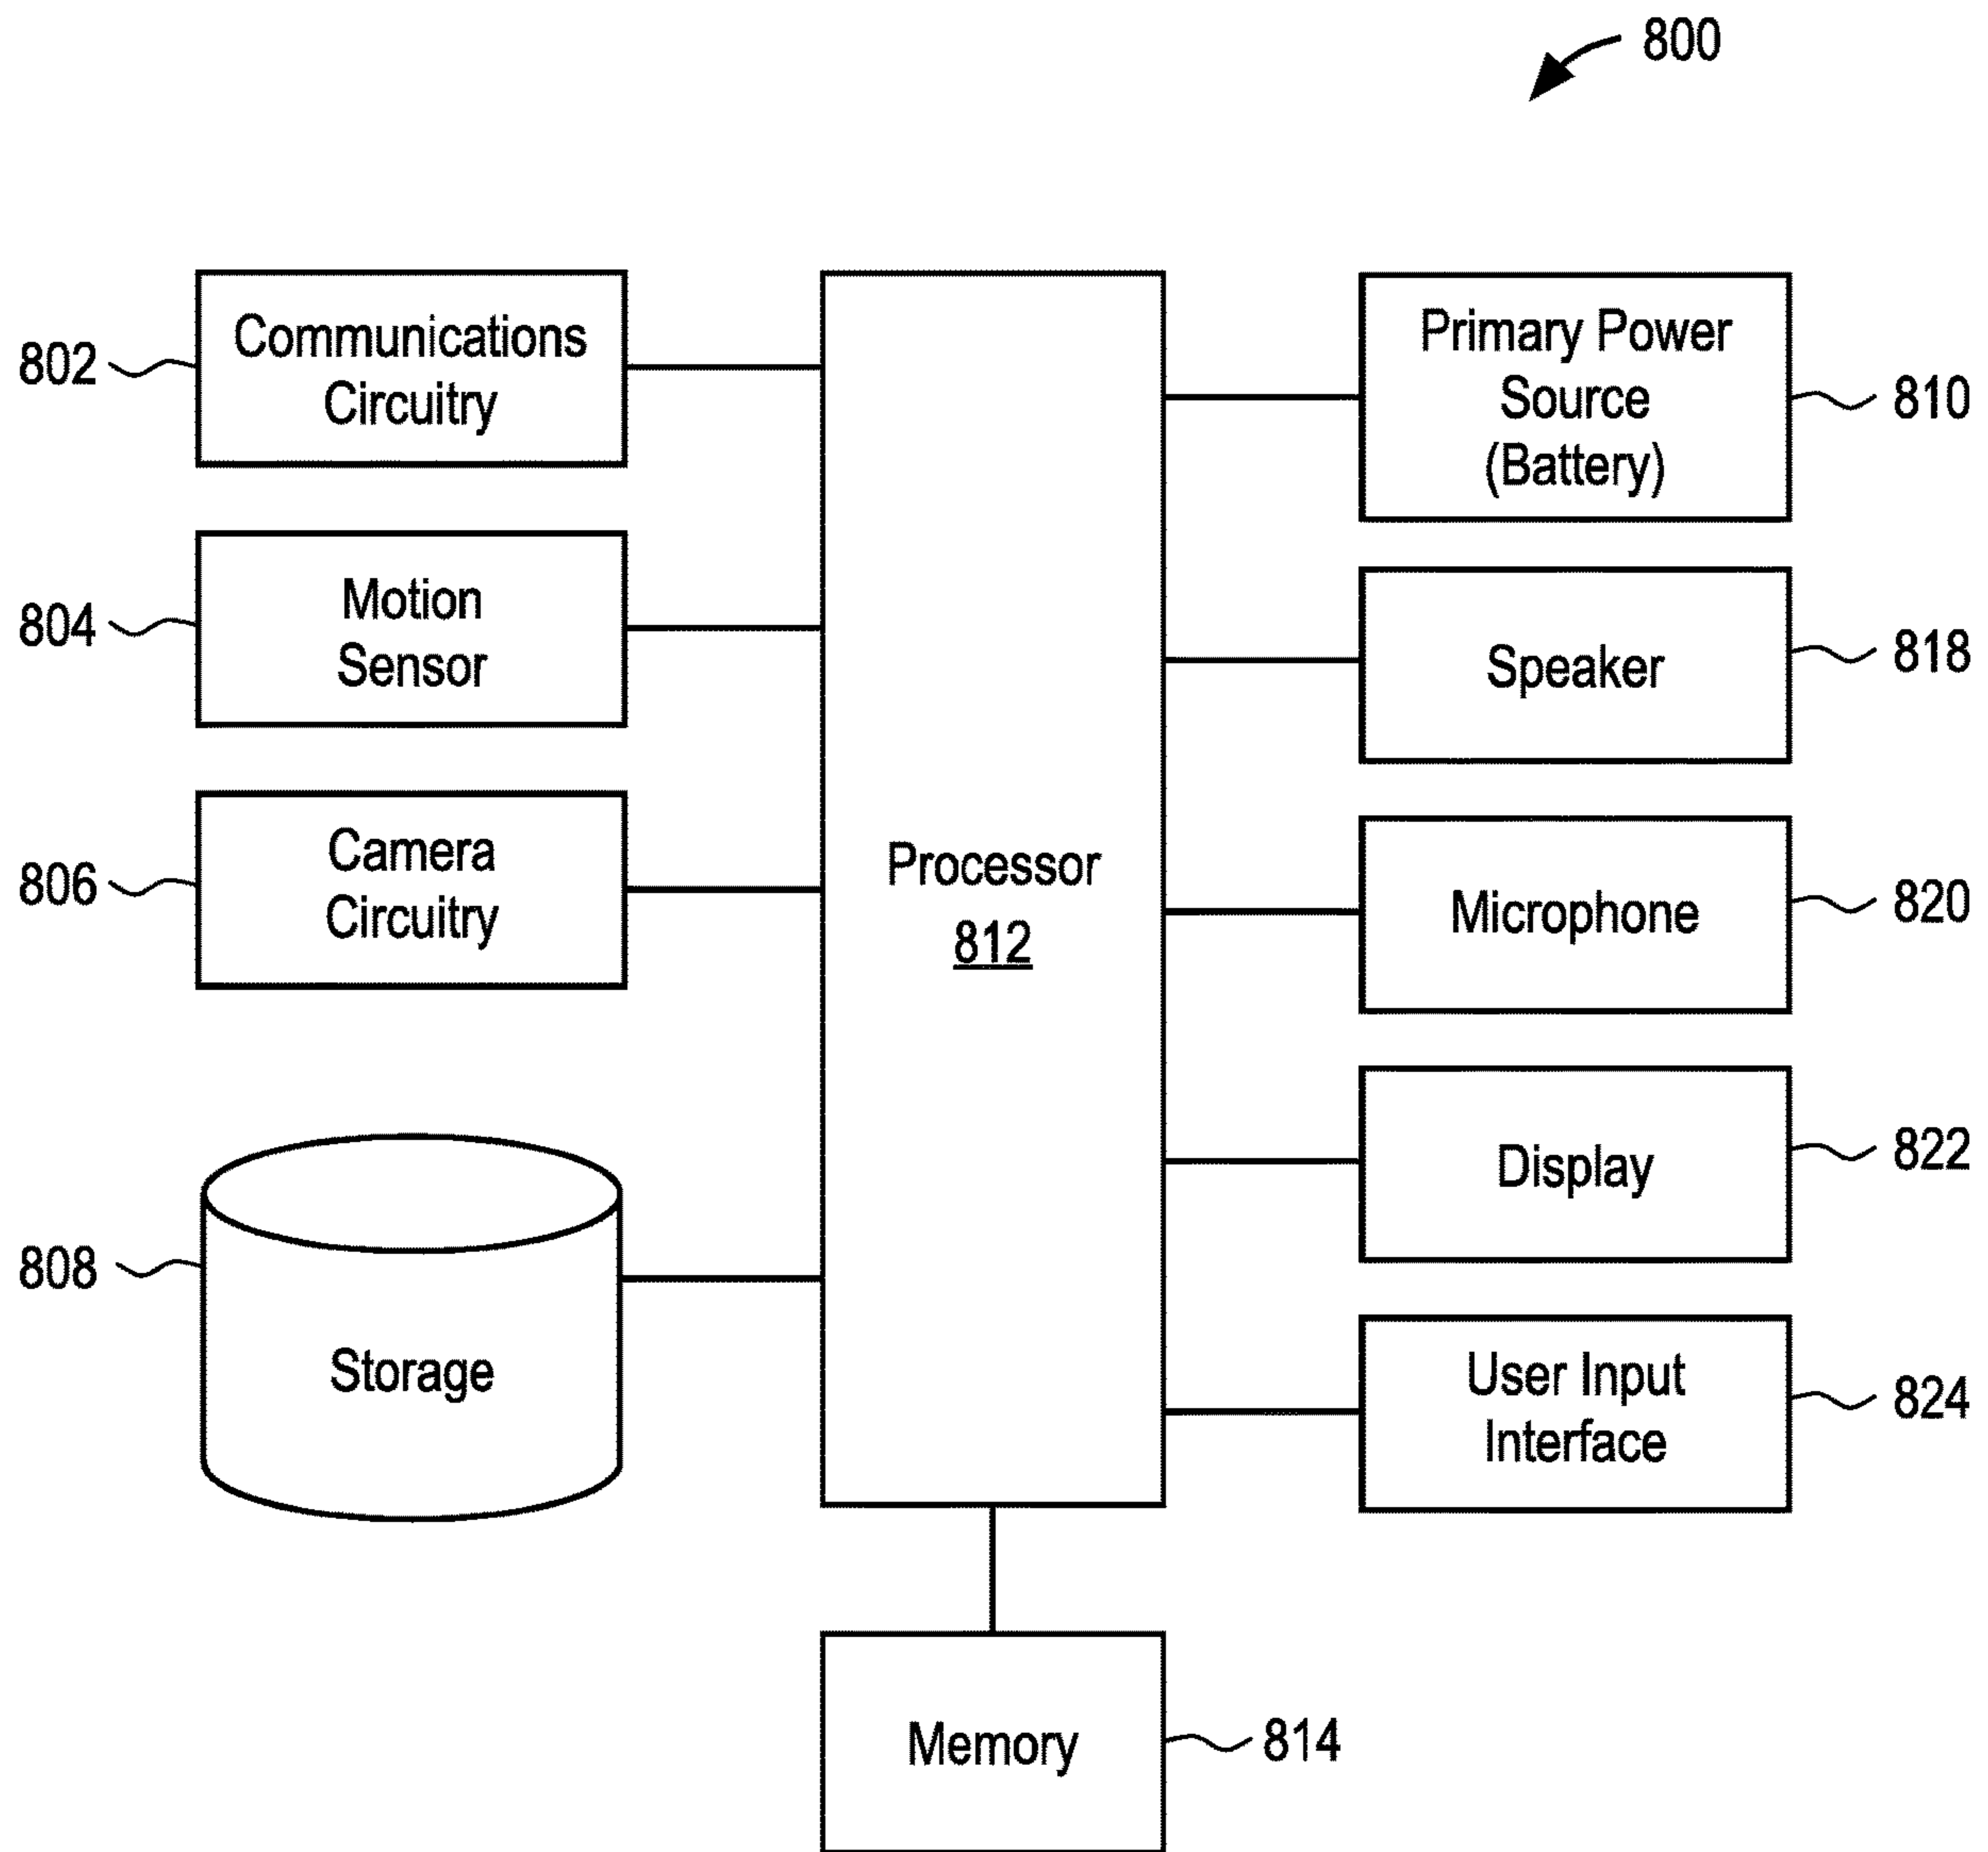 800
802
Communications
Circuitry
804
Motion
Sensor
806
Camera
Circuitry
808
Storage
Processor
812
Memory
814
Primary Power
Source
(Battery)
810
Speaker
818
Microphone
820
Display
822
User Input
Interface
824